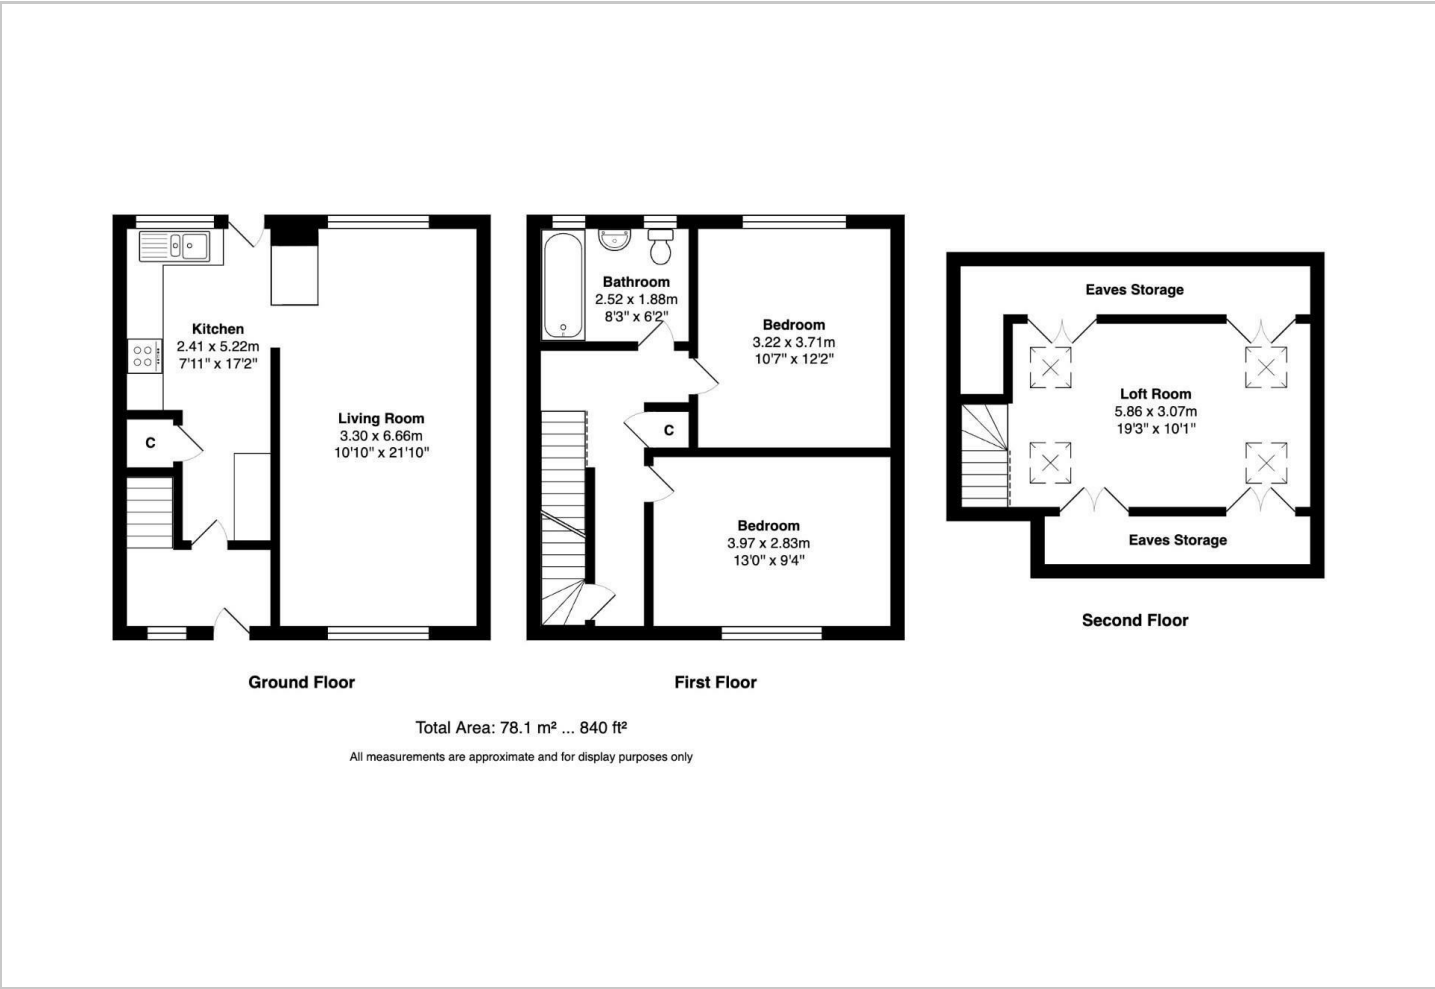 Kitchen
2.41 x 5.22m
7'11" x 17'2"
C
Living Room
3.30 x 6.66m
10'10" x 21'10"
Ground Floor
Bathroom
2.52 x 1.88m
8'3" x 6'2"
Bedroom
3.22 x 3.71m
10'7" x 12'2"
C
Bedroom
3.97 x 2.83m
13'0" x 9'4"
First Floor
Eaves Storage
Loft Room
5.86 x 3.07m
19'3" x 10'1"
Eaves Storage
Second Floor
Total Area: 78.1 m² ... 840 ft²
All measurements are approximate and for display purposes only